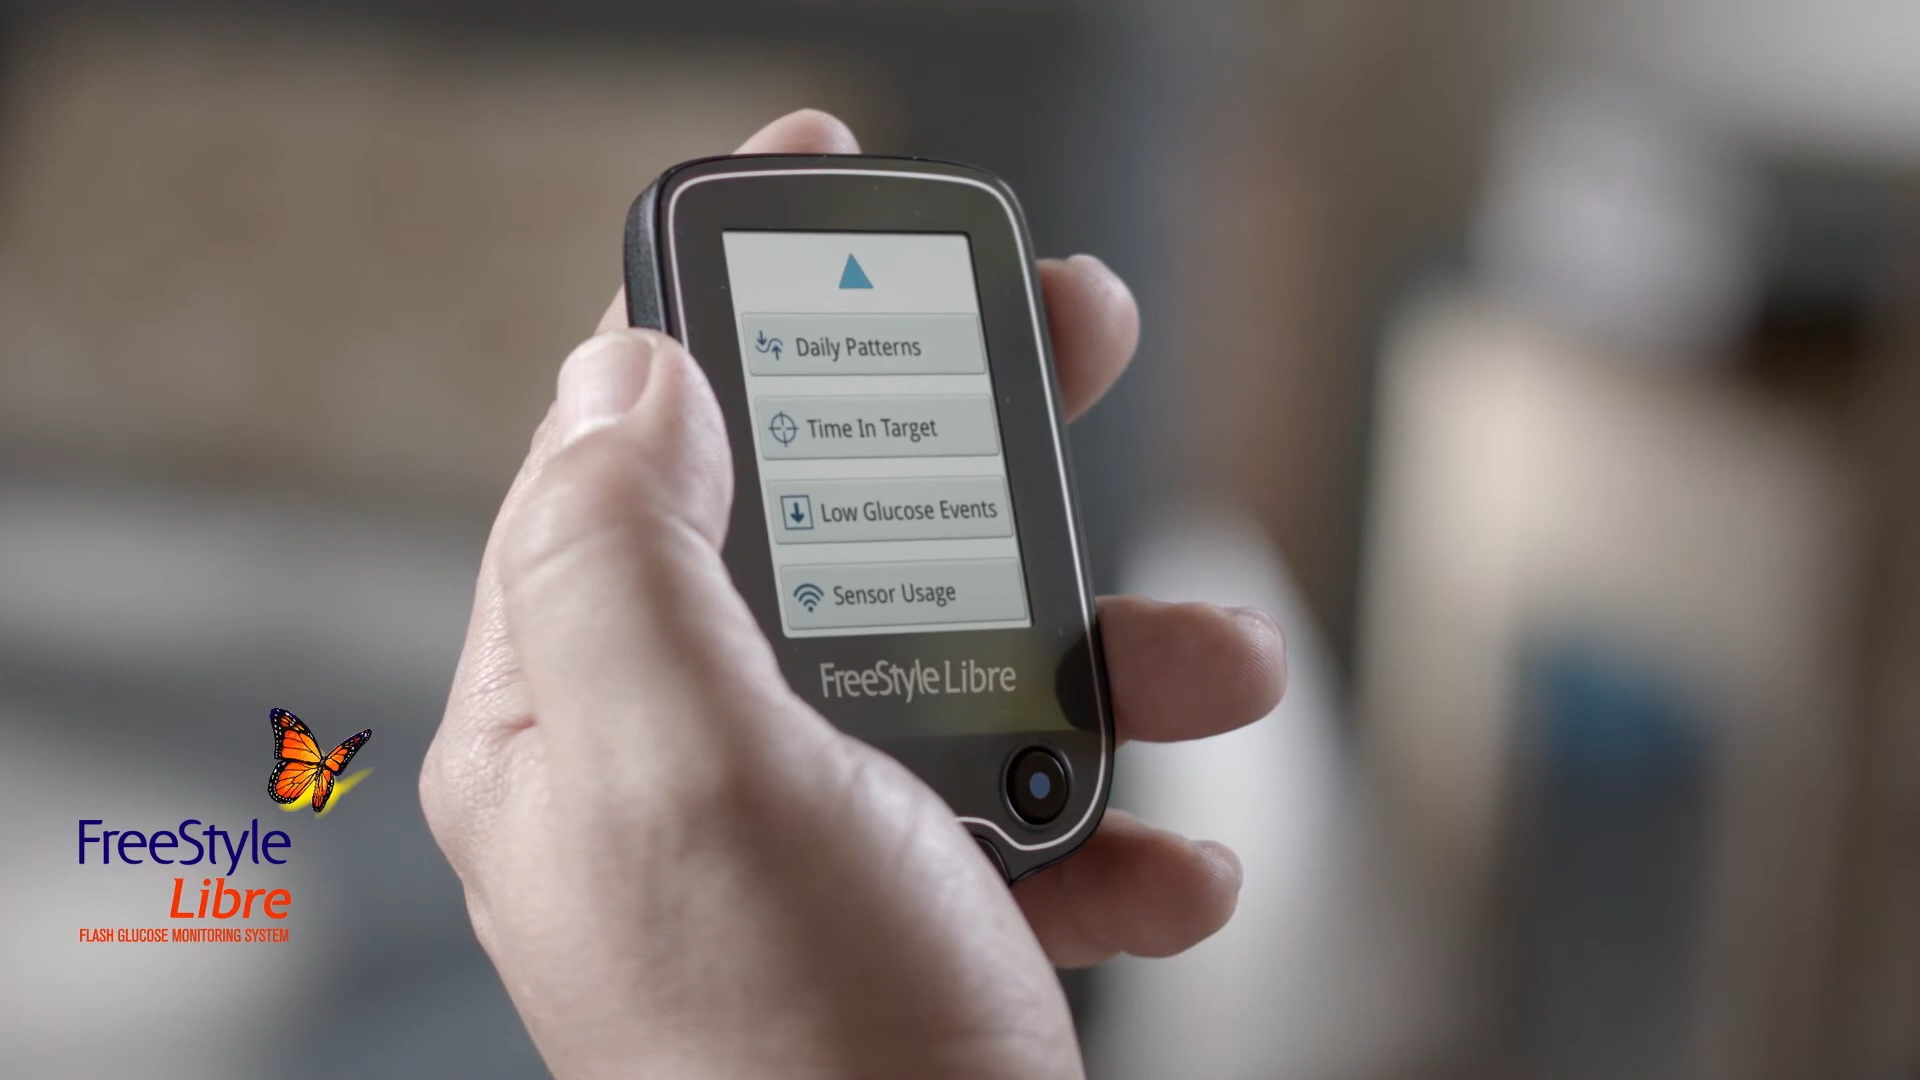 Daily Patterns
Time In Target
Low Glucose Events
Sensor Usage
FreeStyle Libre
FreeStyle
Libre
FLASH GLUCOSE MONITORING SYSTEM